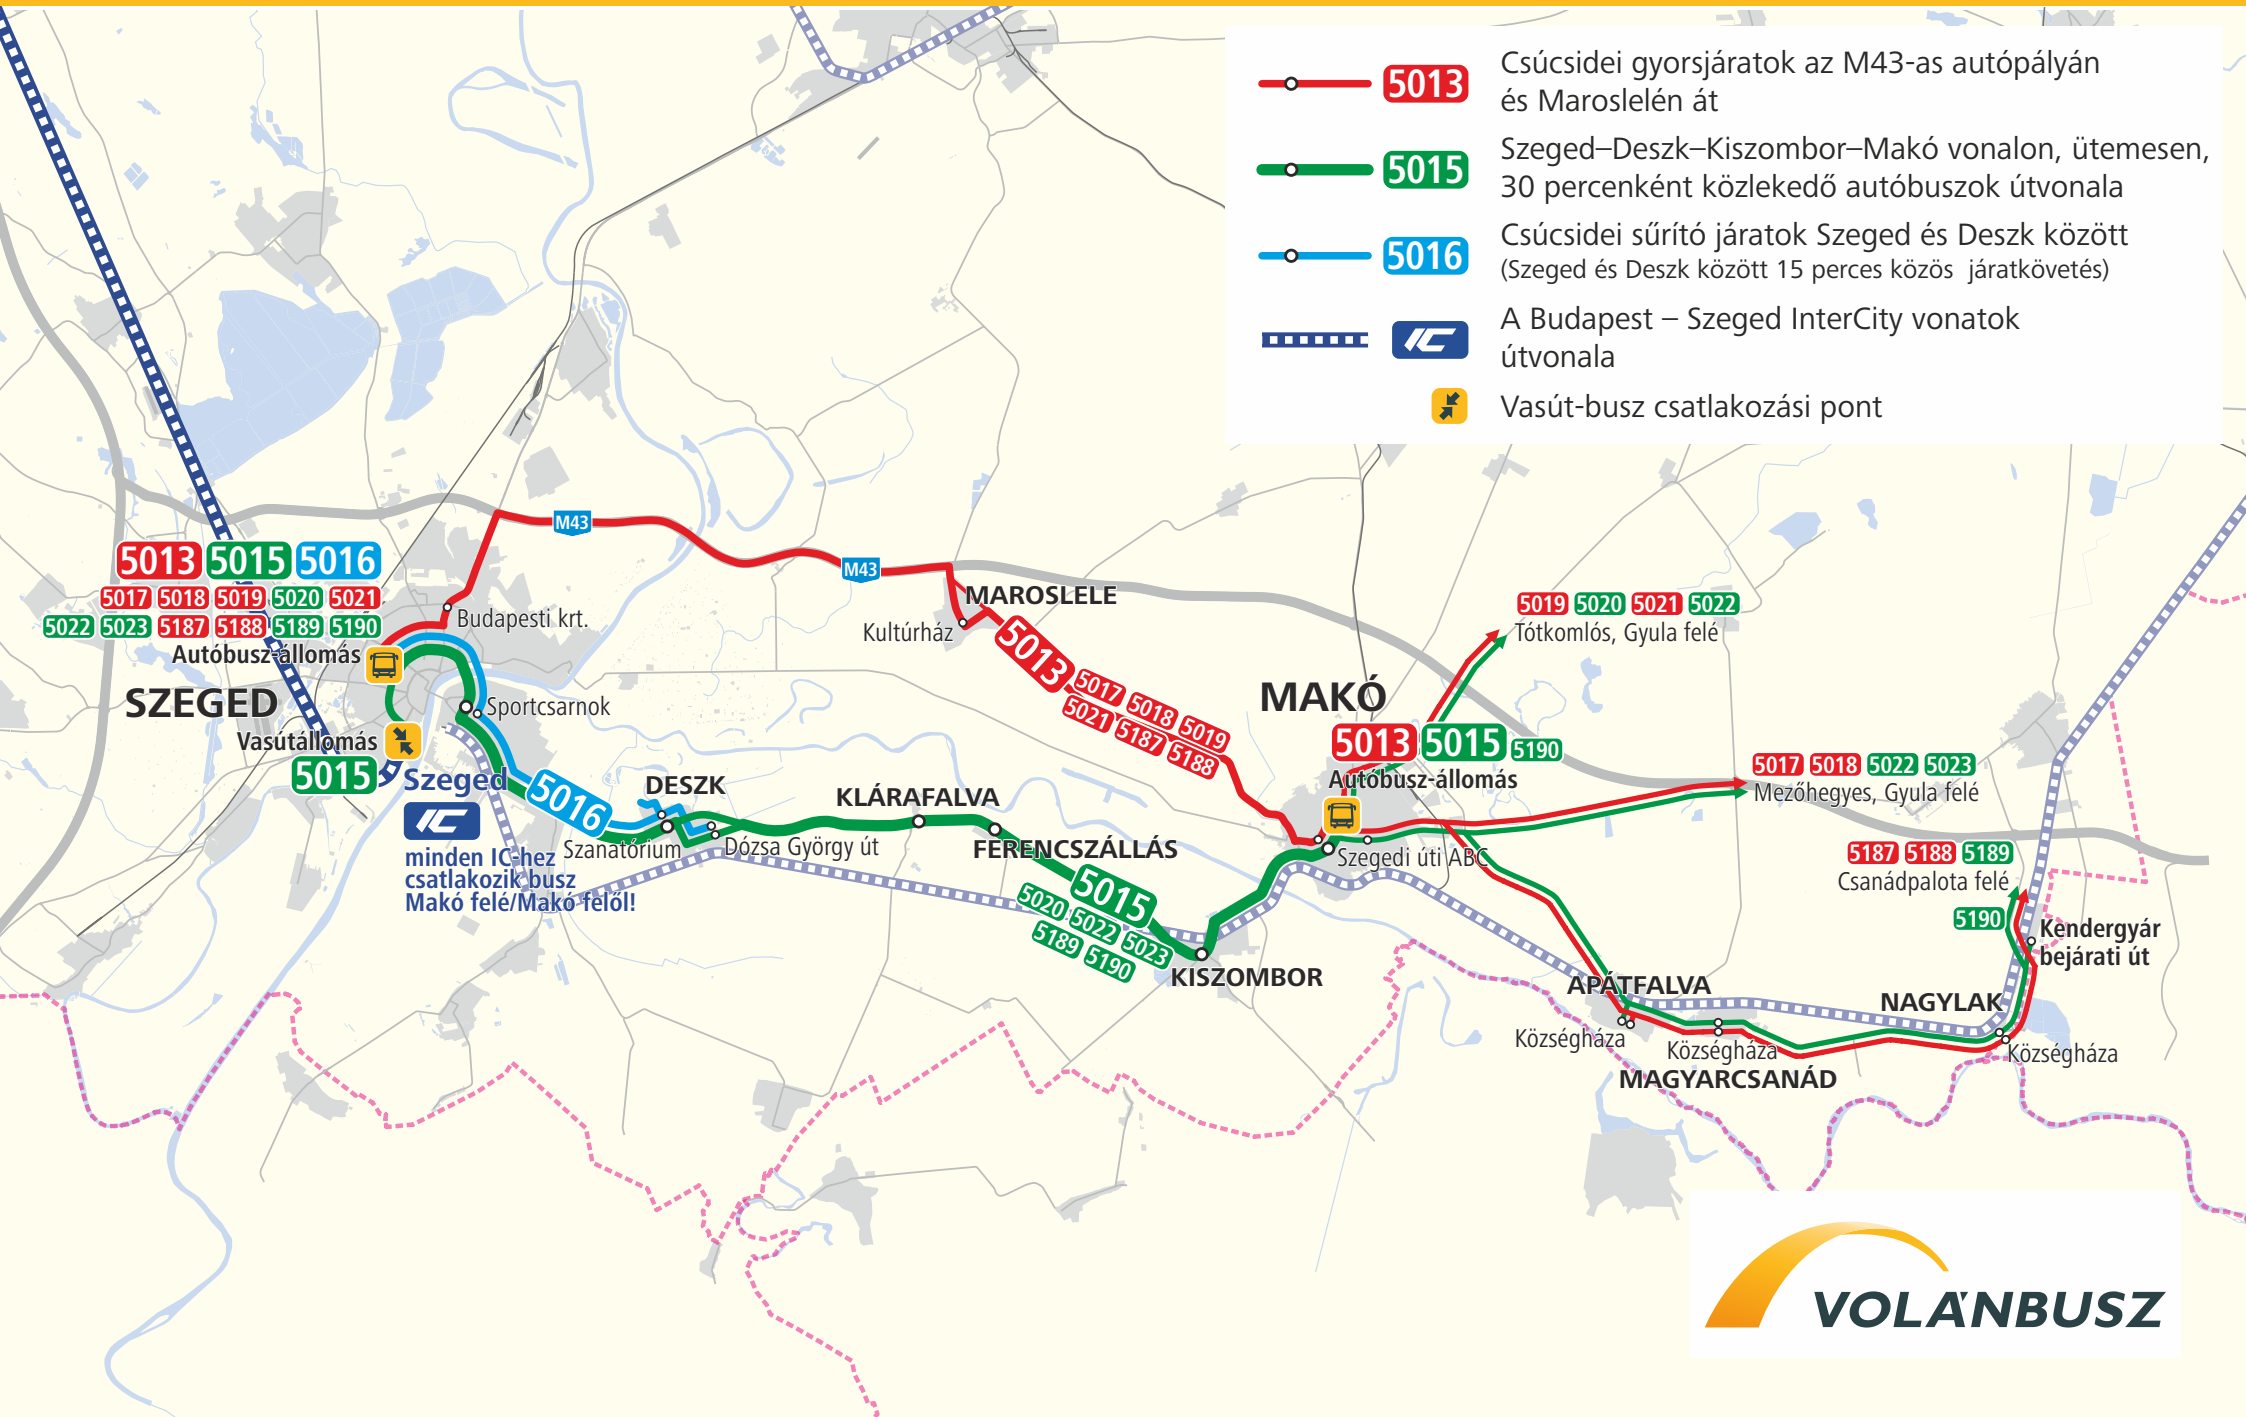 5013
Csúcsidei gyorsjáratok az M43-as autópályán
és Maroslelén át
5015
Szeged–Deszk–Kiszombor–Makó vonalon, ütemesen,
30 percenként közlekedő autóbuszok útvonala
5016
Csúcsidei sűrító járatok Szeged és Deszk között
(Szeged és Deszk között 15 perces közös járatkövetés)
IC
A Budapest – Szeged InterCity vonatok
útvonala
Vasút-busz csatlakozási pont
M43
M43
5013 5015 5016
5017 5018 5019 5020 5021
5022 5023 5187 5188 5189 5190
Autóbusz-állomás
Budapesti krt.
SZEGED
Sportcsarnok
Vasútállomás
5015
Szeged
IC
minden IC-hez
csatlakozik busz
Makó felé/Makó felől!
5016
DESZK
Szanatórium
Dózsa György út
KLÁRAFALVA
FERENCSZÁLLÁS
5015
5020 5022 5023
5189 5190
KISZOMBOR
MAROSLELE
Kultúrház
5013
5017 5018 5019
5021 5187 5188
MAKÓ
5013 5015 5190
Autóbusz-állomás
Szegedi úti ABC
5019 5020 5021 5022
Tótkomlós, Gyula felé
5017 5018 5022 5023
Mezőhegyes, Gyula felé
5187 5188 5189
Csanádpalota felé
5190
Kendergyár
bejárati út
APÁTFALVA
Községháza
Községháza
MAGYARCSANÁD
NAGYLAK
Községháza
VOLÁNBUSZ